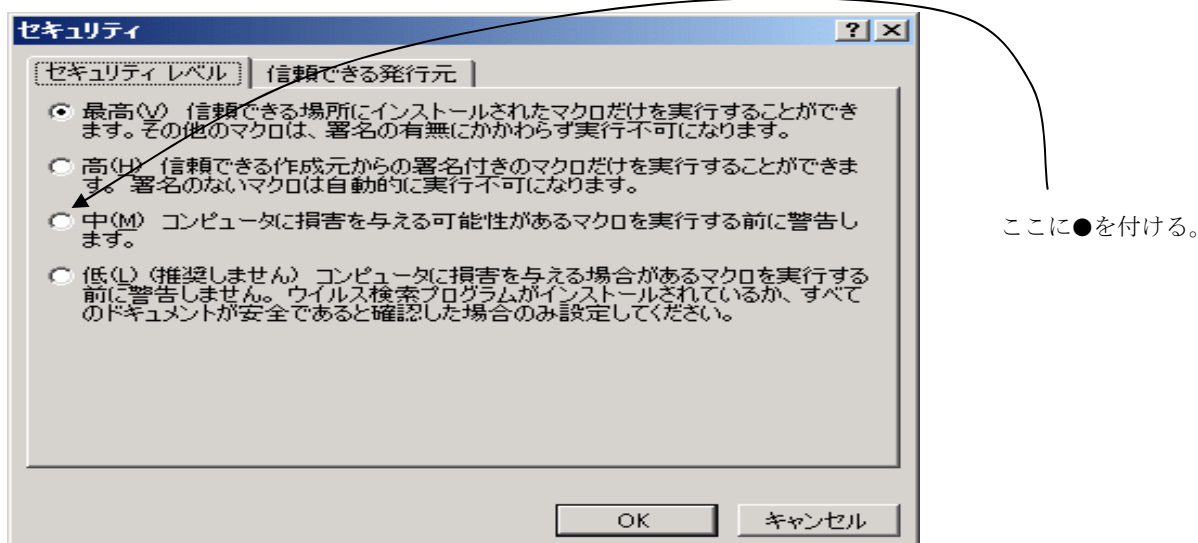 セキュリティ
セキュリティ レベル 信頼できる発行元
最高(V) 信頼できる場所にインストールされたマクロだけを実行することができ
ます。その他のマクロは、署名の有無にかかわらず実行不可になります。
高(H) 信頼できる作成元からの署名付きのマクロだけを実行することができま
す。 署名のないマクロは自動的に実行不可になります。
中(M) コンピュータに損害を与える可能性があるマクロを実行する前に警告し
ます。
ここに●を付ける。
低(L) (推奨しません) コンピュータに損害を与える場合があるマクロを実行する
前に警告しません。ウイルス検索プログラムがインストールされているか、すべて
のドキュメントが安全であると確認した場合のみ設定してください。
OK キャンセル